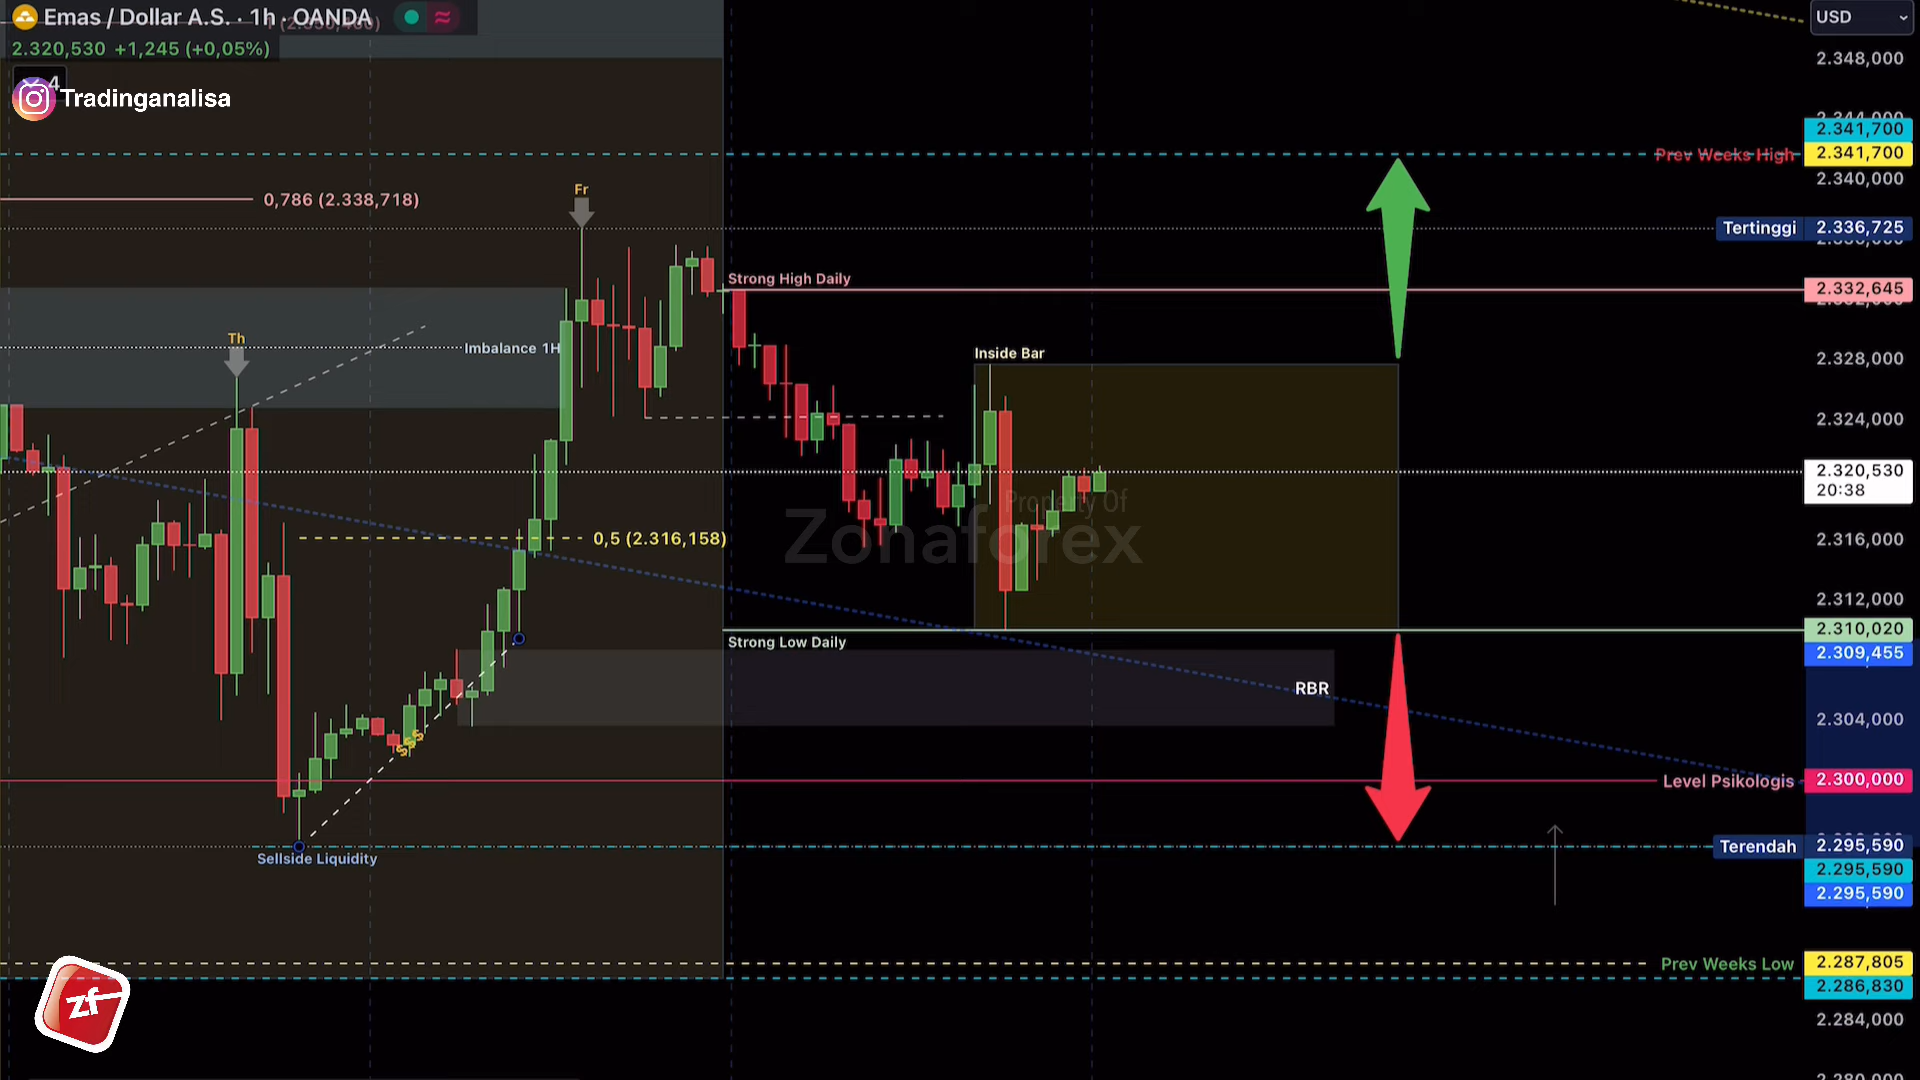 Emas / Dollar A.S. · 1h · OANDA
2.320,530 +1,245 (+0,05%)
4
Tradinganalisa
USD
2.348,000
2.341,700
Prev Weeks High
2.341,700
0,786 (2.338,718)
2.340,000
Fr
Tertinggi 2.336,725
Strong High Daily
2.332,645
Th
Imbalance 1H
Inside Bar
2.328,000
2.324,000
2.320,530
20:38
Property Of
Zonaforex
0,5 (2.316,158)
2.316,000
2.312,000
2.310,020
Strong Low Daily
2.309,455
RBR
2.304,000
$$$
Level Psikologis 2.300,000
Terendah 2.295,590
Sellside Liquidity
2.295,590
2.295,590
Prev Weeks Low 2.287,805
2.286,830
zf
2.284,000